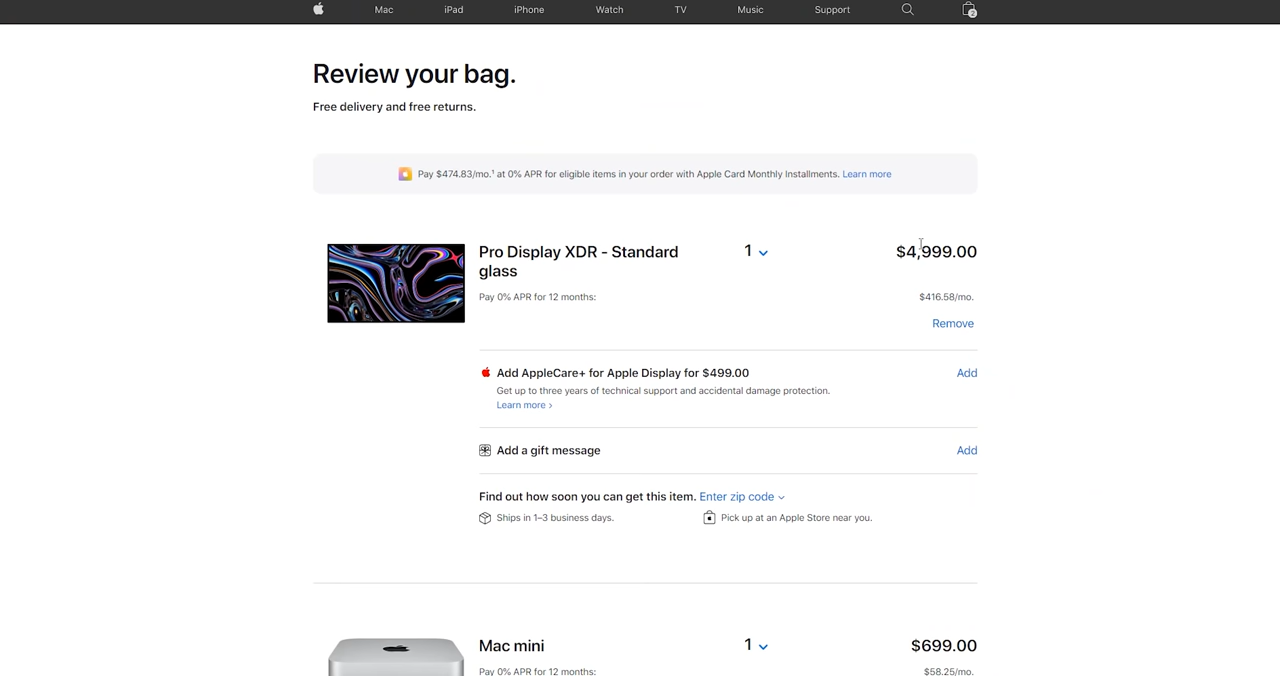 Mac iPad iPhone Watch TV Music Support 2
Review your bag.
Free delivery and free returns.
Pay $474.83/mo.¹ at 0% APR for eligible items in your order with Apple Card Monthly Installments. Learn more
Pro Display XDR - Standard glass 1 $4,999.00
Pay 0% APR for 12 months: $416.58/mo.
Remove
Add AppleCare+ for Apple Display for $499.00 Add
Get up to three years of technical support and accidental damage protection.
Learn more ›
Add a gift message Add
Find out how soon you can get this item. Enter zip code
Ships in 1–3 business days. Pick up at an Apple Store near you.
Mac mini 1 $699.00
Pay 0% APR for 12 months: $58.25/mo.